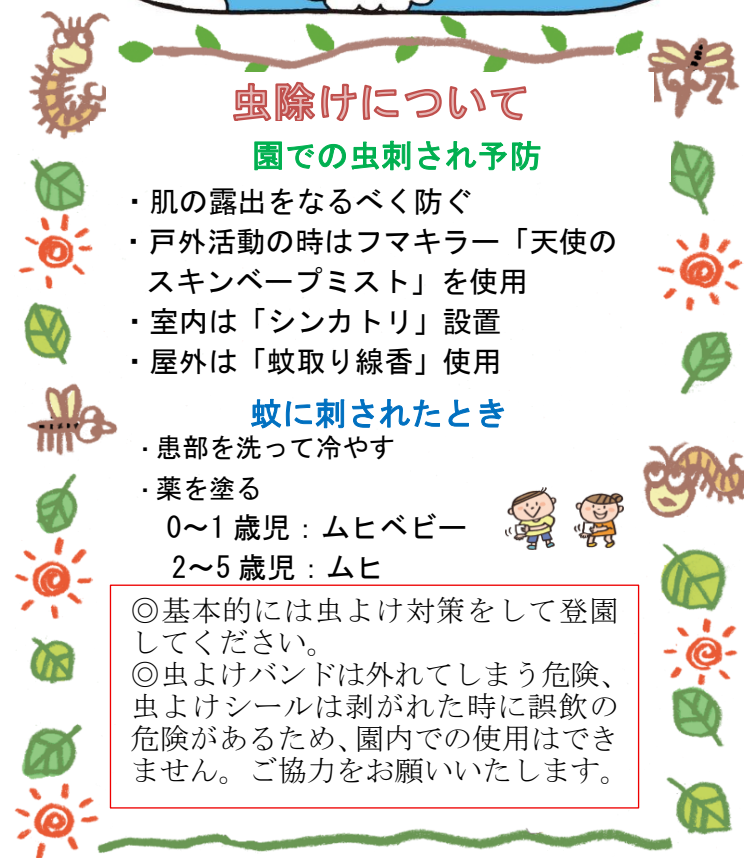 虫除けについて
園での虫刺され予防
・肌の露出をなるべく防ぐ
・戸外活動の時はフマキラー「天使の
スキンベープミスト」を使用
・室内は「シンカトリ」設置
・屋外は「蚊取り線香」使用
蚊に刺されたとき
・患部を洗って冷やす
・薬を塗る
0~1歳児：ムヒベビー
2~5歳児：ムヒ
◎基本的には虫よけ対策をして登園
してください。
◎虫よけバンドは外れてしまう危険、
虫よけシールは剥がれた時に誤飲の
危険があるため、園内での使用はでき
ません。ご協力をお願いいたします。